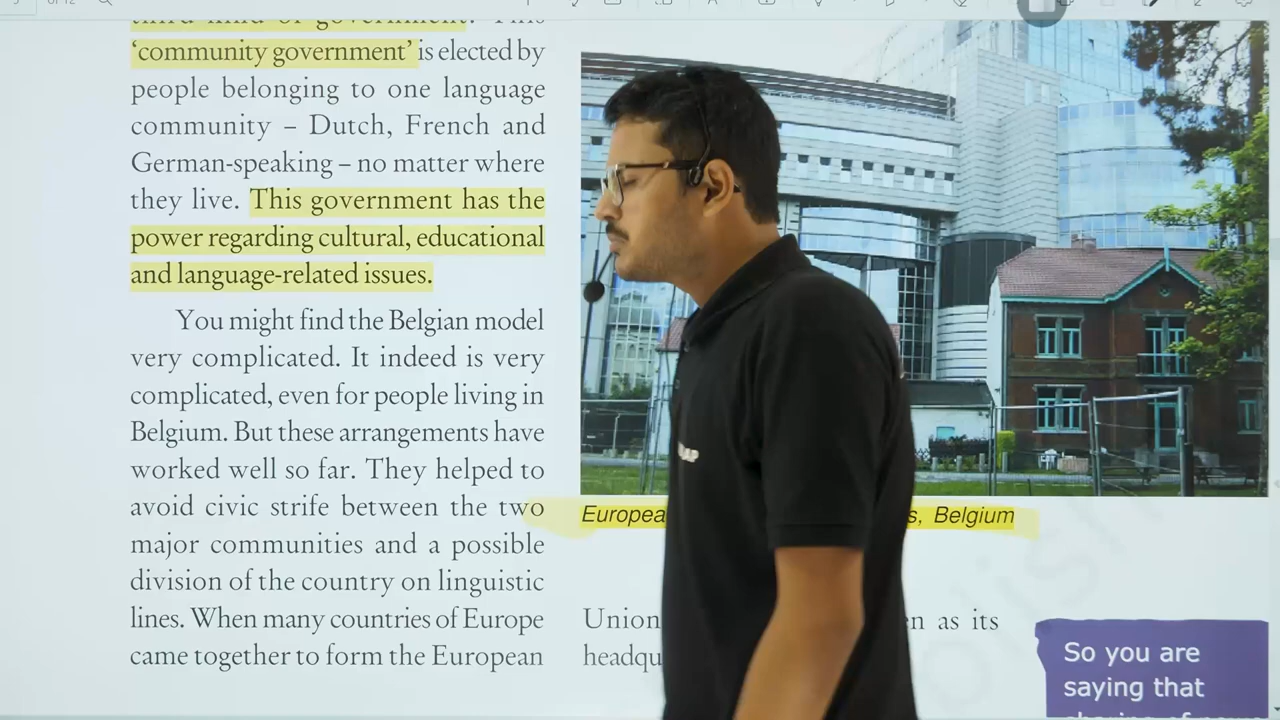 third kind of government. This
‘community government’ is elected by
people belonging to one language
community – Dutch, French and
German-speaking – no matter where
they live. This government has the
power regarding cultural, educational
and language-related issues.
You might find the Belgian model
very complicated. It indeed is very
complicated, even for people living in
Belgium. But these arrangements have
worked well so far. They helped to
avoid civic strife between the two
major communities and a possible
division of the country on linguistic
lines. When many countries of Europe
came together to form the European
Belgium
Union
as its
So you are
saying that